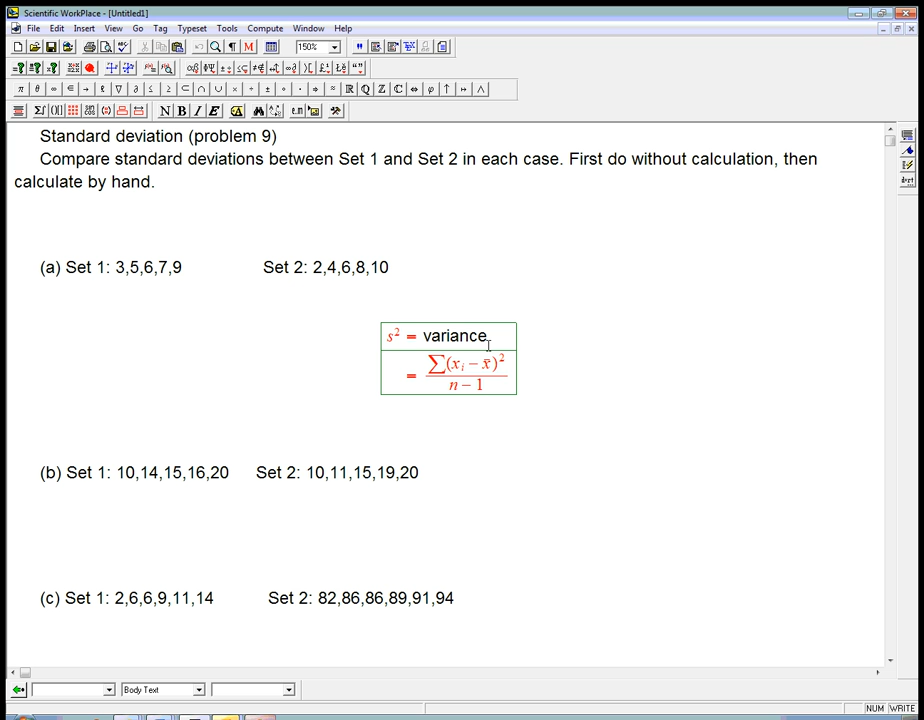 Scientific WorkPlace - [Untitled1]
File Edit Insert View Go Tag Typeset Tools Compute Window Help
150%
Standard deviation (problem 9)
Compare standard deviations between Set 1 and Set 2 in each case. First do without calculation, then
calculate by hand.
(a) Set 1: 3,5,6,7,9 Set 2: 2,4,6,8,10
s² = variance
= ∑(xᵢ − x̄)² / n − 1
(b) Set 1: 10,14,15,16,20 Set 2: 10,11,15,19,20
(c) Set 1: 2,6,6,9,11,14 Set 2: 82,86,86,89,91,94
Body Text
NUM WRITE